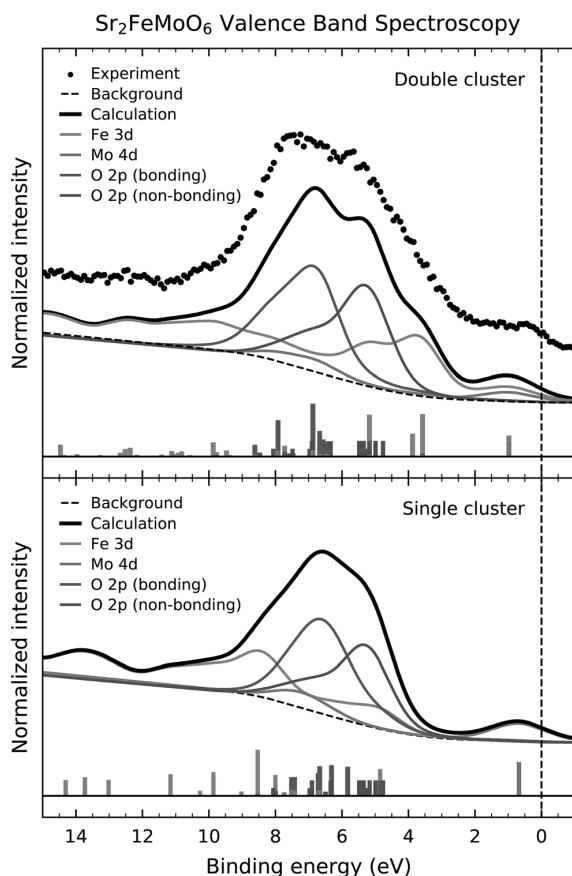 Sr₂FeMoO₆ Valence Band Spectroscopy
Double cluster
Experiment
Background
Calculation
Fe 3d
Mo 4d
O 2p (bonding)
O 2p (non-bonding)
Normalized intensity
Single cluster
Background
Calculation
Fe 3d
Mo 4d
O 2p (bonding)
O 2p (non-bonding)
Normalized intensity
14 12 10 8 6 4 2 0
Binding energy (eV)